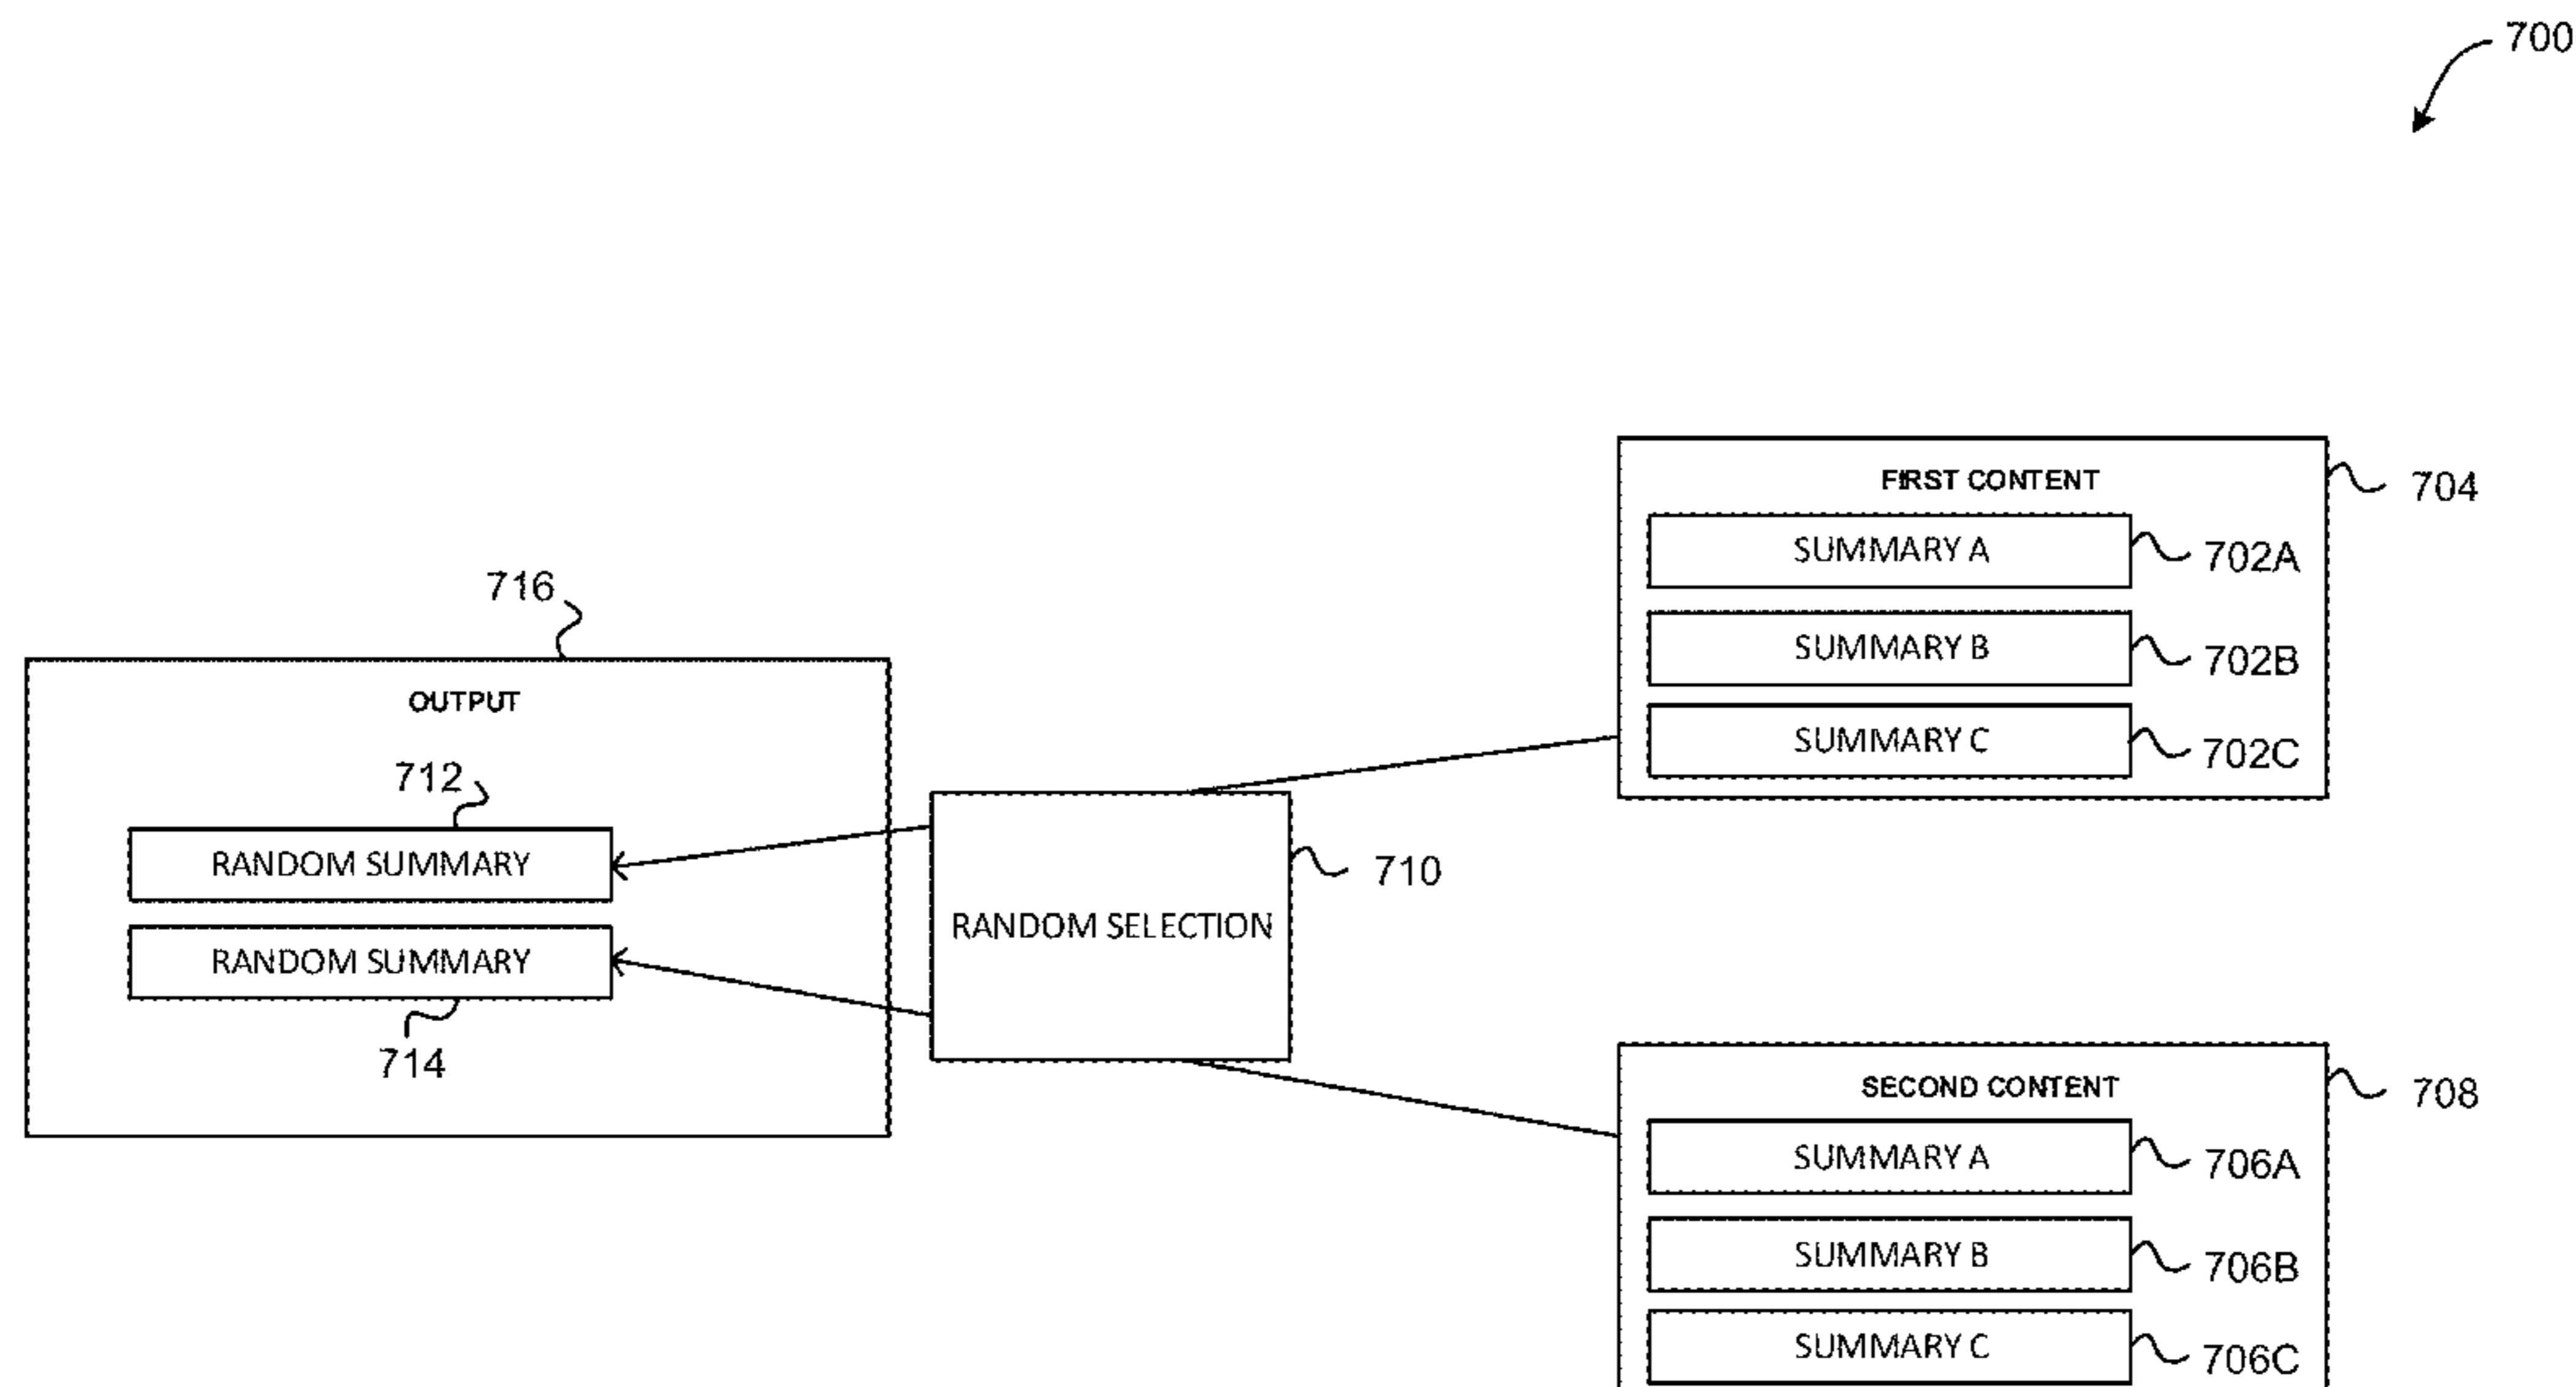 700
FIRST CONTENT
704
SUMMARY A
702A
SUMMARY B
702B
SUMMARY C
702C
716
OUTPUT
712
RANDOM SUMMARY
RANDOM SUMMARY
714
RANDOM SELECTION
710
SECOND CONTENT
708
SUMMARY A
706A
SUMMARY B
706B
SUMMARY C
706C